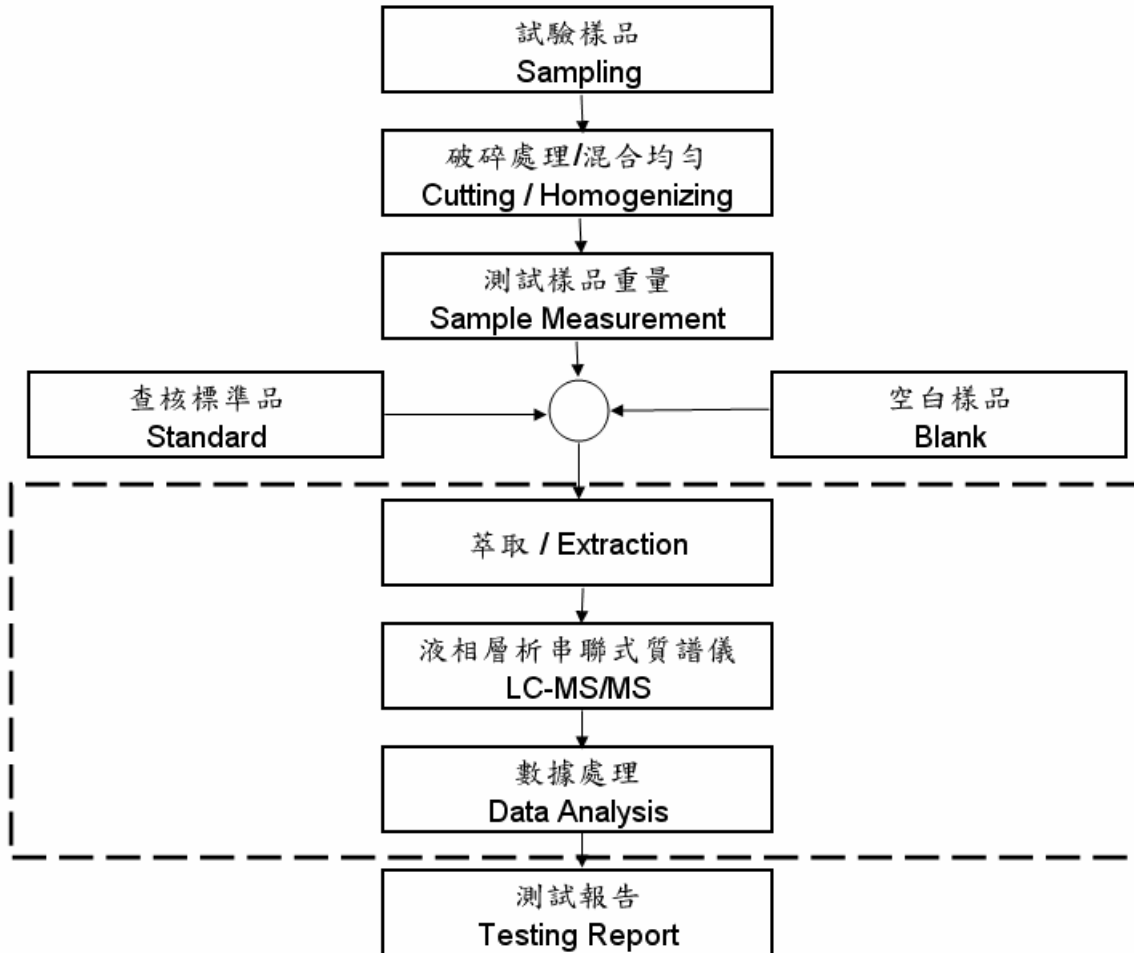 試驗樣品
Sampling
破碎處理/混合均勻
Cutting / Homogenizing
測試樣品重量
Sample Measurement
查核標準品
Standard
空白樣品
Blank
萃取 / Extraction
液相層析串聯式質譜儀
LC-MS/MS
數據處理
Data Analysis
測試報告
Testing Report